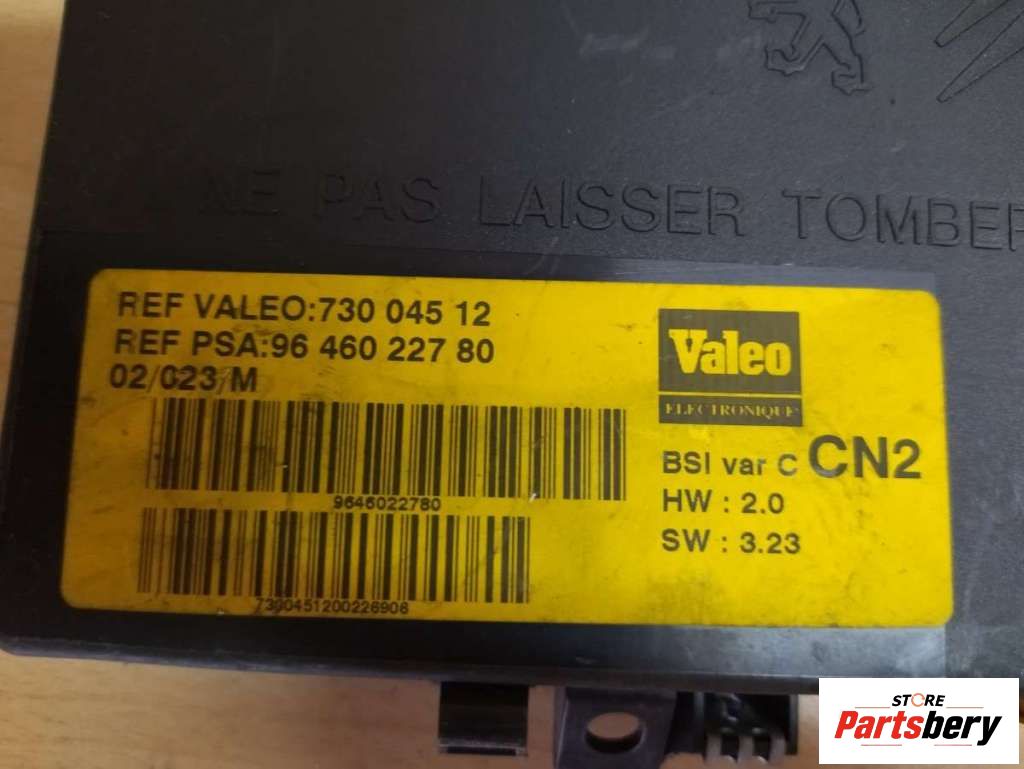 NE PAS LAISSER TOMBER
REF VALEO:730 045 12
REF PSA:96 460 227 80
02/023/M
9646022780
7300451200226908
Valeo
ELECTRONIQUE
BSI var C CN2
HW : 2.0
SW : 3.23
STORE
Partsbery